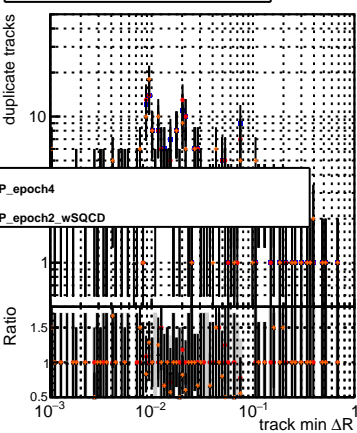 duplicate tracks
10
P_epoch4
P_epoch2_wSQCD
1
Ratio
1.5
1
0.5
10⁻³ 10⁻² 10⁻¹ 1
track min ΔR